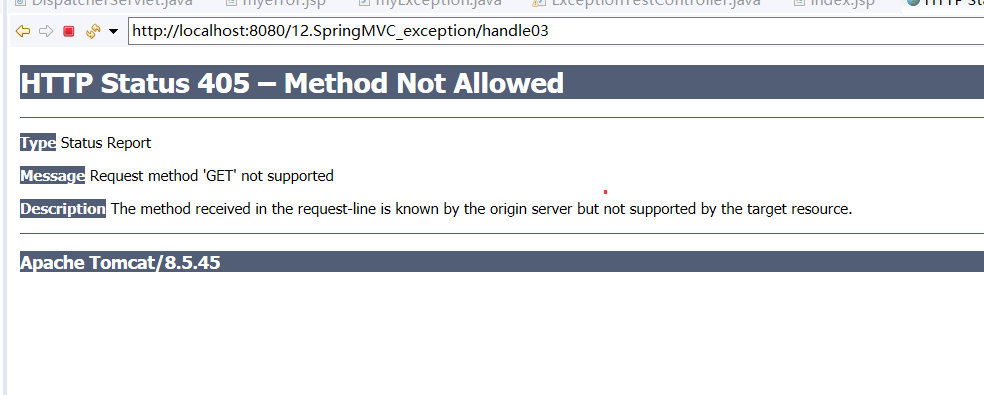 DispatcherServlet.java myerror.jsp myException.java ExceptionTestController.java index.jsp HTTP Sta
http://localhost:8080/12.SpringMVC_exception/handle03
HTTP Status 405 – Method Not Allowed
Type Status Report
Message Request method 'GET' not supported
Description The method received in the request-line is known by the origin server but not supported by the target resource.
Apache Tomcat/8.5.45